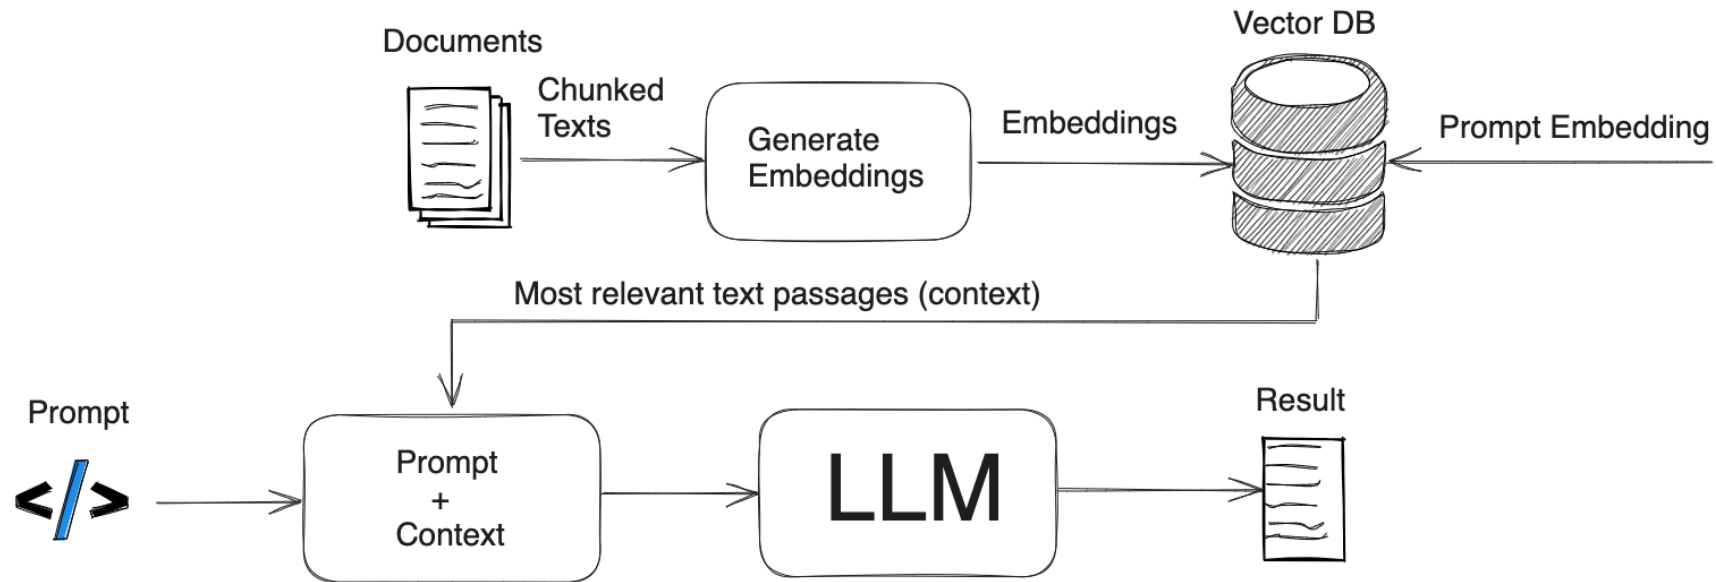 Documents
Vector DB
Chunked
Texts
Generate
Embeddings
Embeddings
Prompt Embedding
Most relevant text passages (context)
Prompt
</>
Prompt
+
Context
LLM
Result